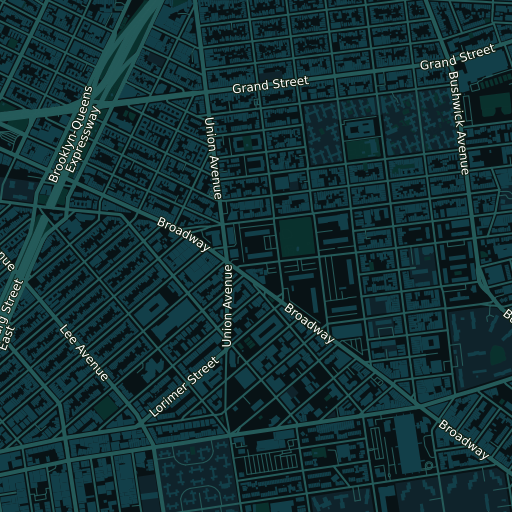 Grand Street
Grand Street
Brooklyn-Queens
Expressway
Union Avenue
Bushwick Avenue
Broadway
Union Avenue
Broadway
East
Lee Avenue
Lorimer Street
Broadway